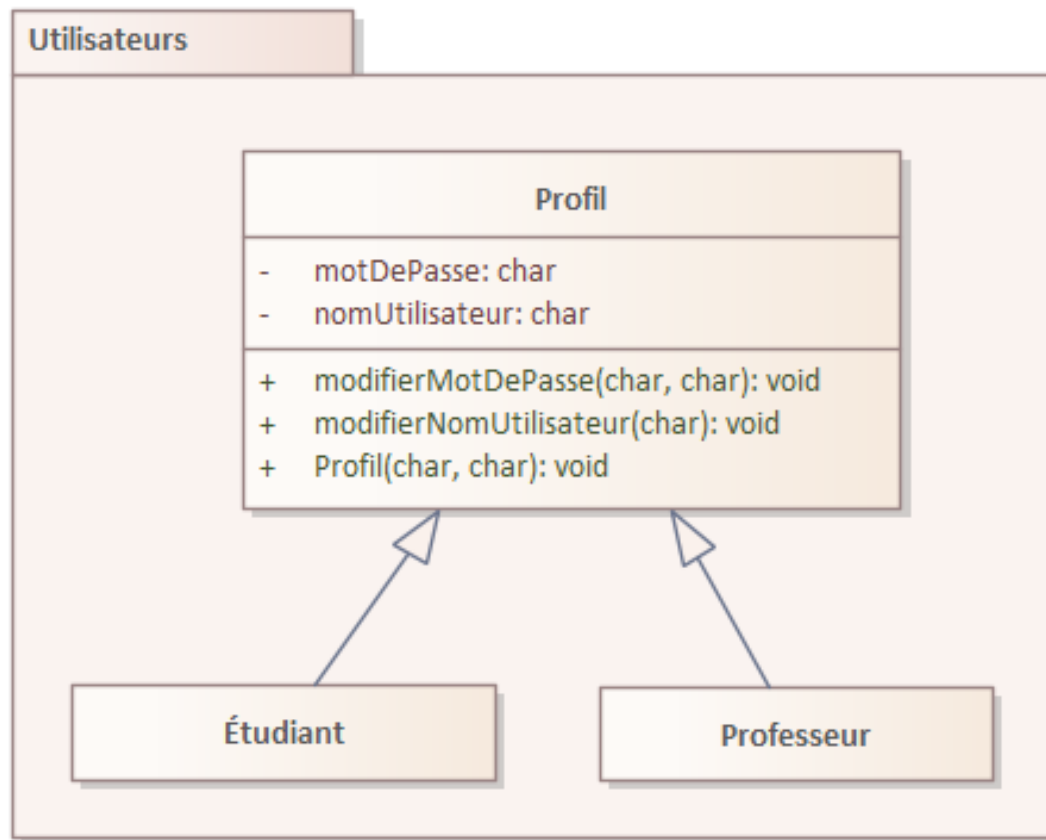 Utilisateurs
Profil
- motDePasse: char
- nomUtilisateur: char
+ modifierMotDePasse(char, char): void
+ modifierNomUtilisateur(char): void
+ Profil(char, char): void
Étudiant
Professeur